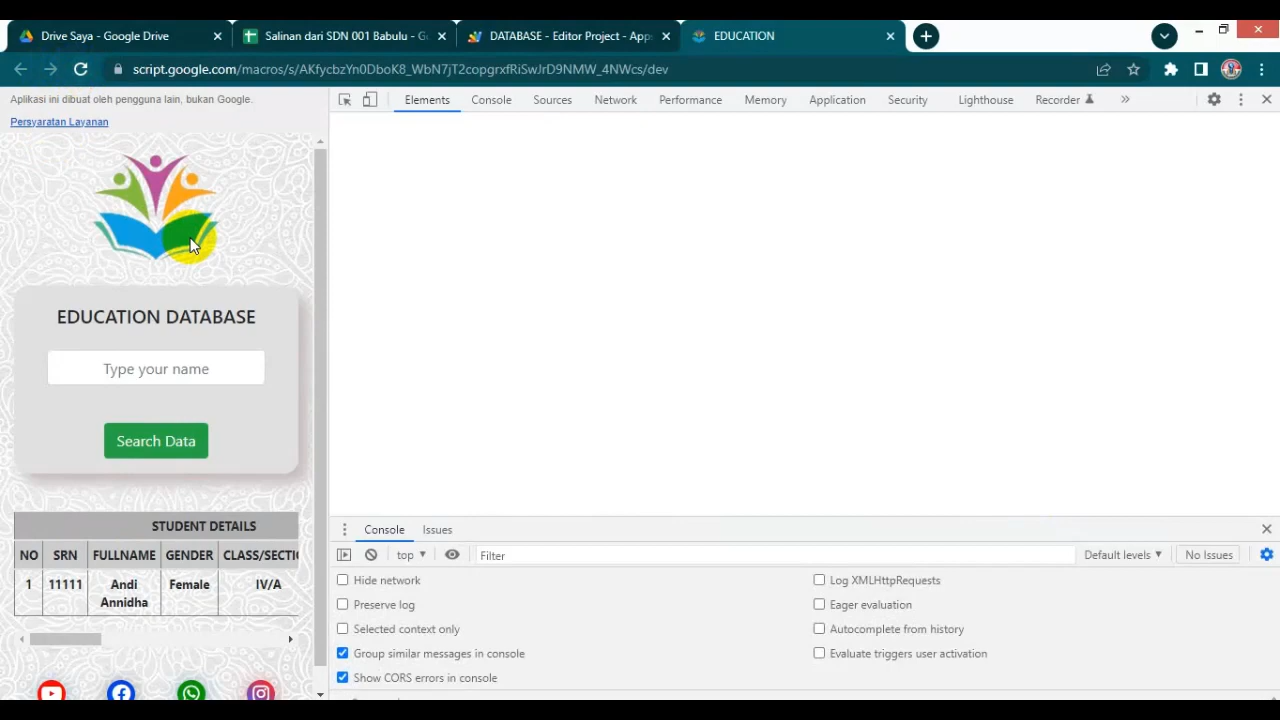 Drive Saya - Google Drive
Salinan dari SDN 001 Babulu - G
DATABASE - Editor Project - App
EDUCATION
script.google.com/macros/s/AKfycbzYn0DboK8_WbN7jT2copgrxfRiSwJrD9NMW_4NWcs/dev
Aplikasi ini dibuat oleh pengguna lain, bukan Google.
Persyaratan Layanan
Elements Console Sources Network Performance Memory Application Security Lighthouse Recorder
EDUCATION DATABASE
Type your name
Search Data
STUDENT DETAILS
NO SRN FULLNAME GENDER CLASS/SECTI
1 11111 Andi Annidha Female IV/A
Console Issues
top Filter Default levels No Issues
Hide network
Log XMLHttpRequests
Preserve log
Eager evaluation
Selected context only
Autocomplete from history
Group similar messages in console
Evaluate triggers user activation
Show CORS errors in console